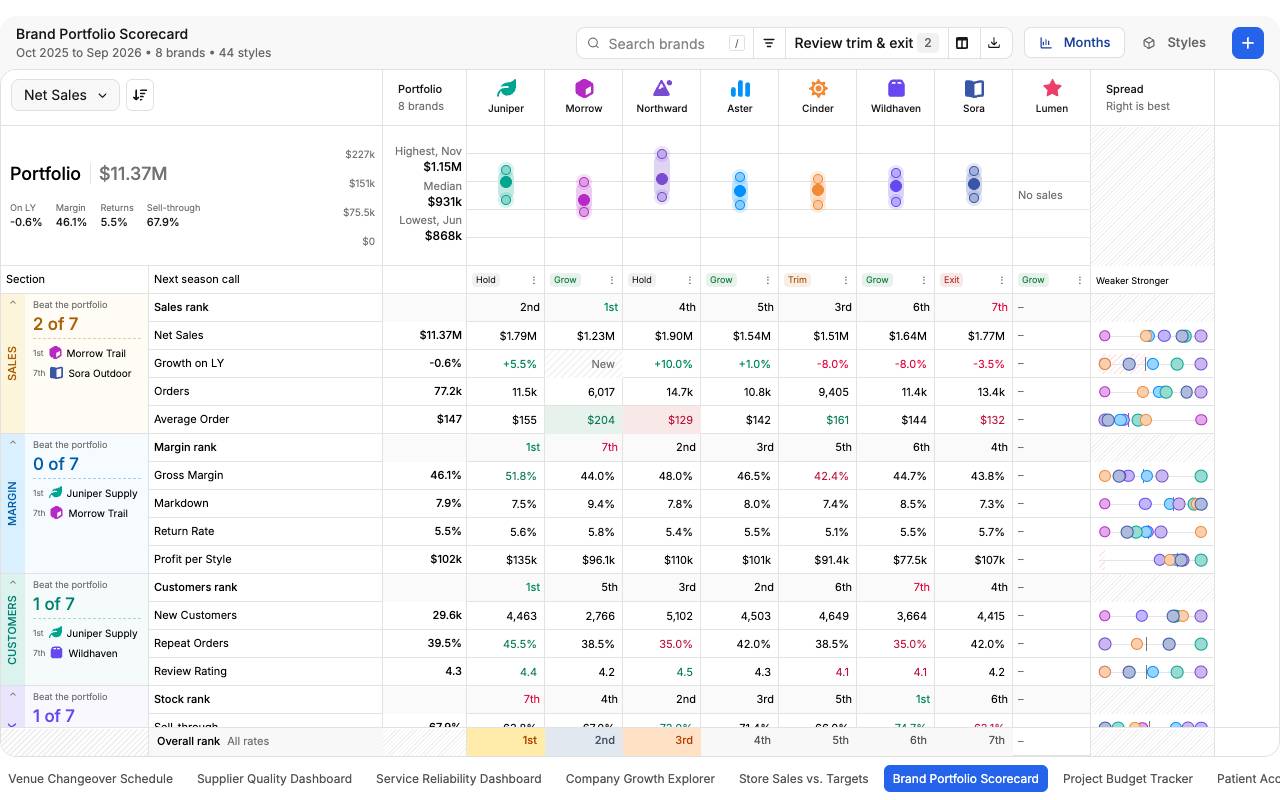 Brand Portfolio Scorecard
Oct 2025 to Sep 2026 • 8 brands • 44 styles
Search brands /
Review trim & exit 2
Months
Styles
Net Sales
Portfolio
8 brands
Juniper
Morrow
Northward
Aster
Cinder
Wildhaven
Sora
Lumen
Spread
Right is best
Portfolio $11.37M
On LY Margin Returns Sell-through
-0.6% 46.1% 5.5% 67.9%
$227k
$151k
$75.5k
$0
Highest, Nov
$1.15M
Median
$931k
Lowest, Jun
$868k
No sales
Section Next season call Hold Grow Hold Grow Trim Grow Exit Grow Weaker Stronger
SALES
Beat the portfolio
2 of 7
1st Morrow Trail
7th Sora Outdoor
Sales rank 2nd 1st 4th 5th 3rd 6th 7th –
Net Sales $11.37M $1.79M $1.23M $1.90M $1.54M $1.51M $1.64M $1.77M
Growth on LY -0.6% +5.5% New +10.0% +1.0% -8.0% -8.0% -3.5%
Orders 77.2k 11.5k 6,017 14.7k 10.8k 9,405 11.4k 13.4k
Average Order $147 $155 $204 $129 $142 $161 $144 $132
MARGIN
Beat the portfolio
0 of 7
1st Juniper Supply
7th Morrow Trail
Margin rank 1st 7th 2nd 3rd 5th 6th 4th –
Gross Margin 46.1% 51.8% 44.0% 48.0% 46.5% 42.4% 44.7% 43.8%
Markdown 7.9% 7.5% 9.4% 7.8% 8.0% 7.4% 8.5% 7.3%
Return Rate 5.5% 5.6% 5.8% 5.4% 5.5% 5.1% 5.5% 5.7%
Profit per Style $102k $135k $96.1k $110k $101k $91.4k $77.5k $107k
CUSTOMERS
Beat the portfolio
1 of 7
1st Juniper Supply
7th Wildhaven
Customers rank 1st 5th 3rd 2nd 6th 7th 4th –
New Customers 29.6k 4,463 2,766 5,102 4,503 4,649 3,664 4,415
Repeat Orders 39.5% 45.5% 38.5% 35.0% 42.0% 38.5% 35.0% 42.0%
Review Rating 4.3 4.4 4.2 4.5 4.3 4.1 4.1 4.2
Beat the portfolio
1 of 7
Stock rank 7th 4th 2nd 3rd 5th 1st 6th –
Sell-through 67.9%
Overall rank All rates 1st 2nd 3rd 4th 5th 6th 7th –
Venue Changeover Schedule
Supplier Quality Dashboard
Service Reliability Dashboard
Company Growth Explorer
Store Sales vs. Targets
Brand Portfolio Scorecard
Project Budget Tracker
Patient Acc